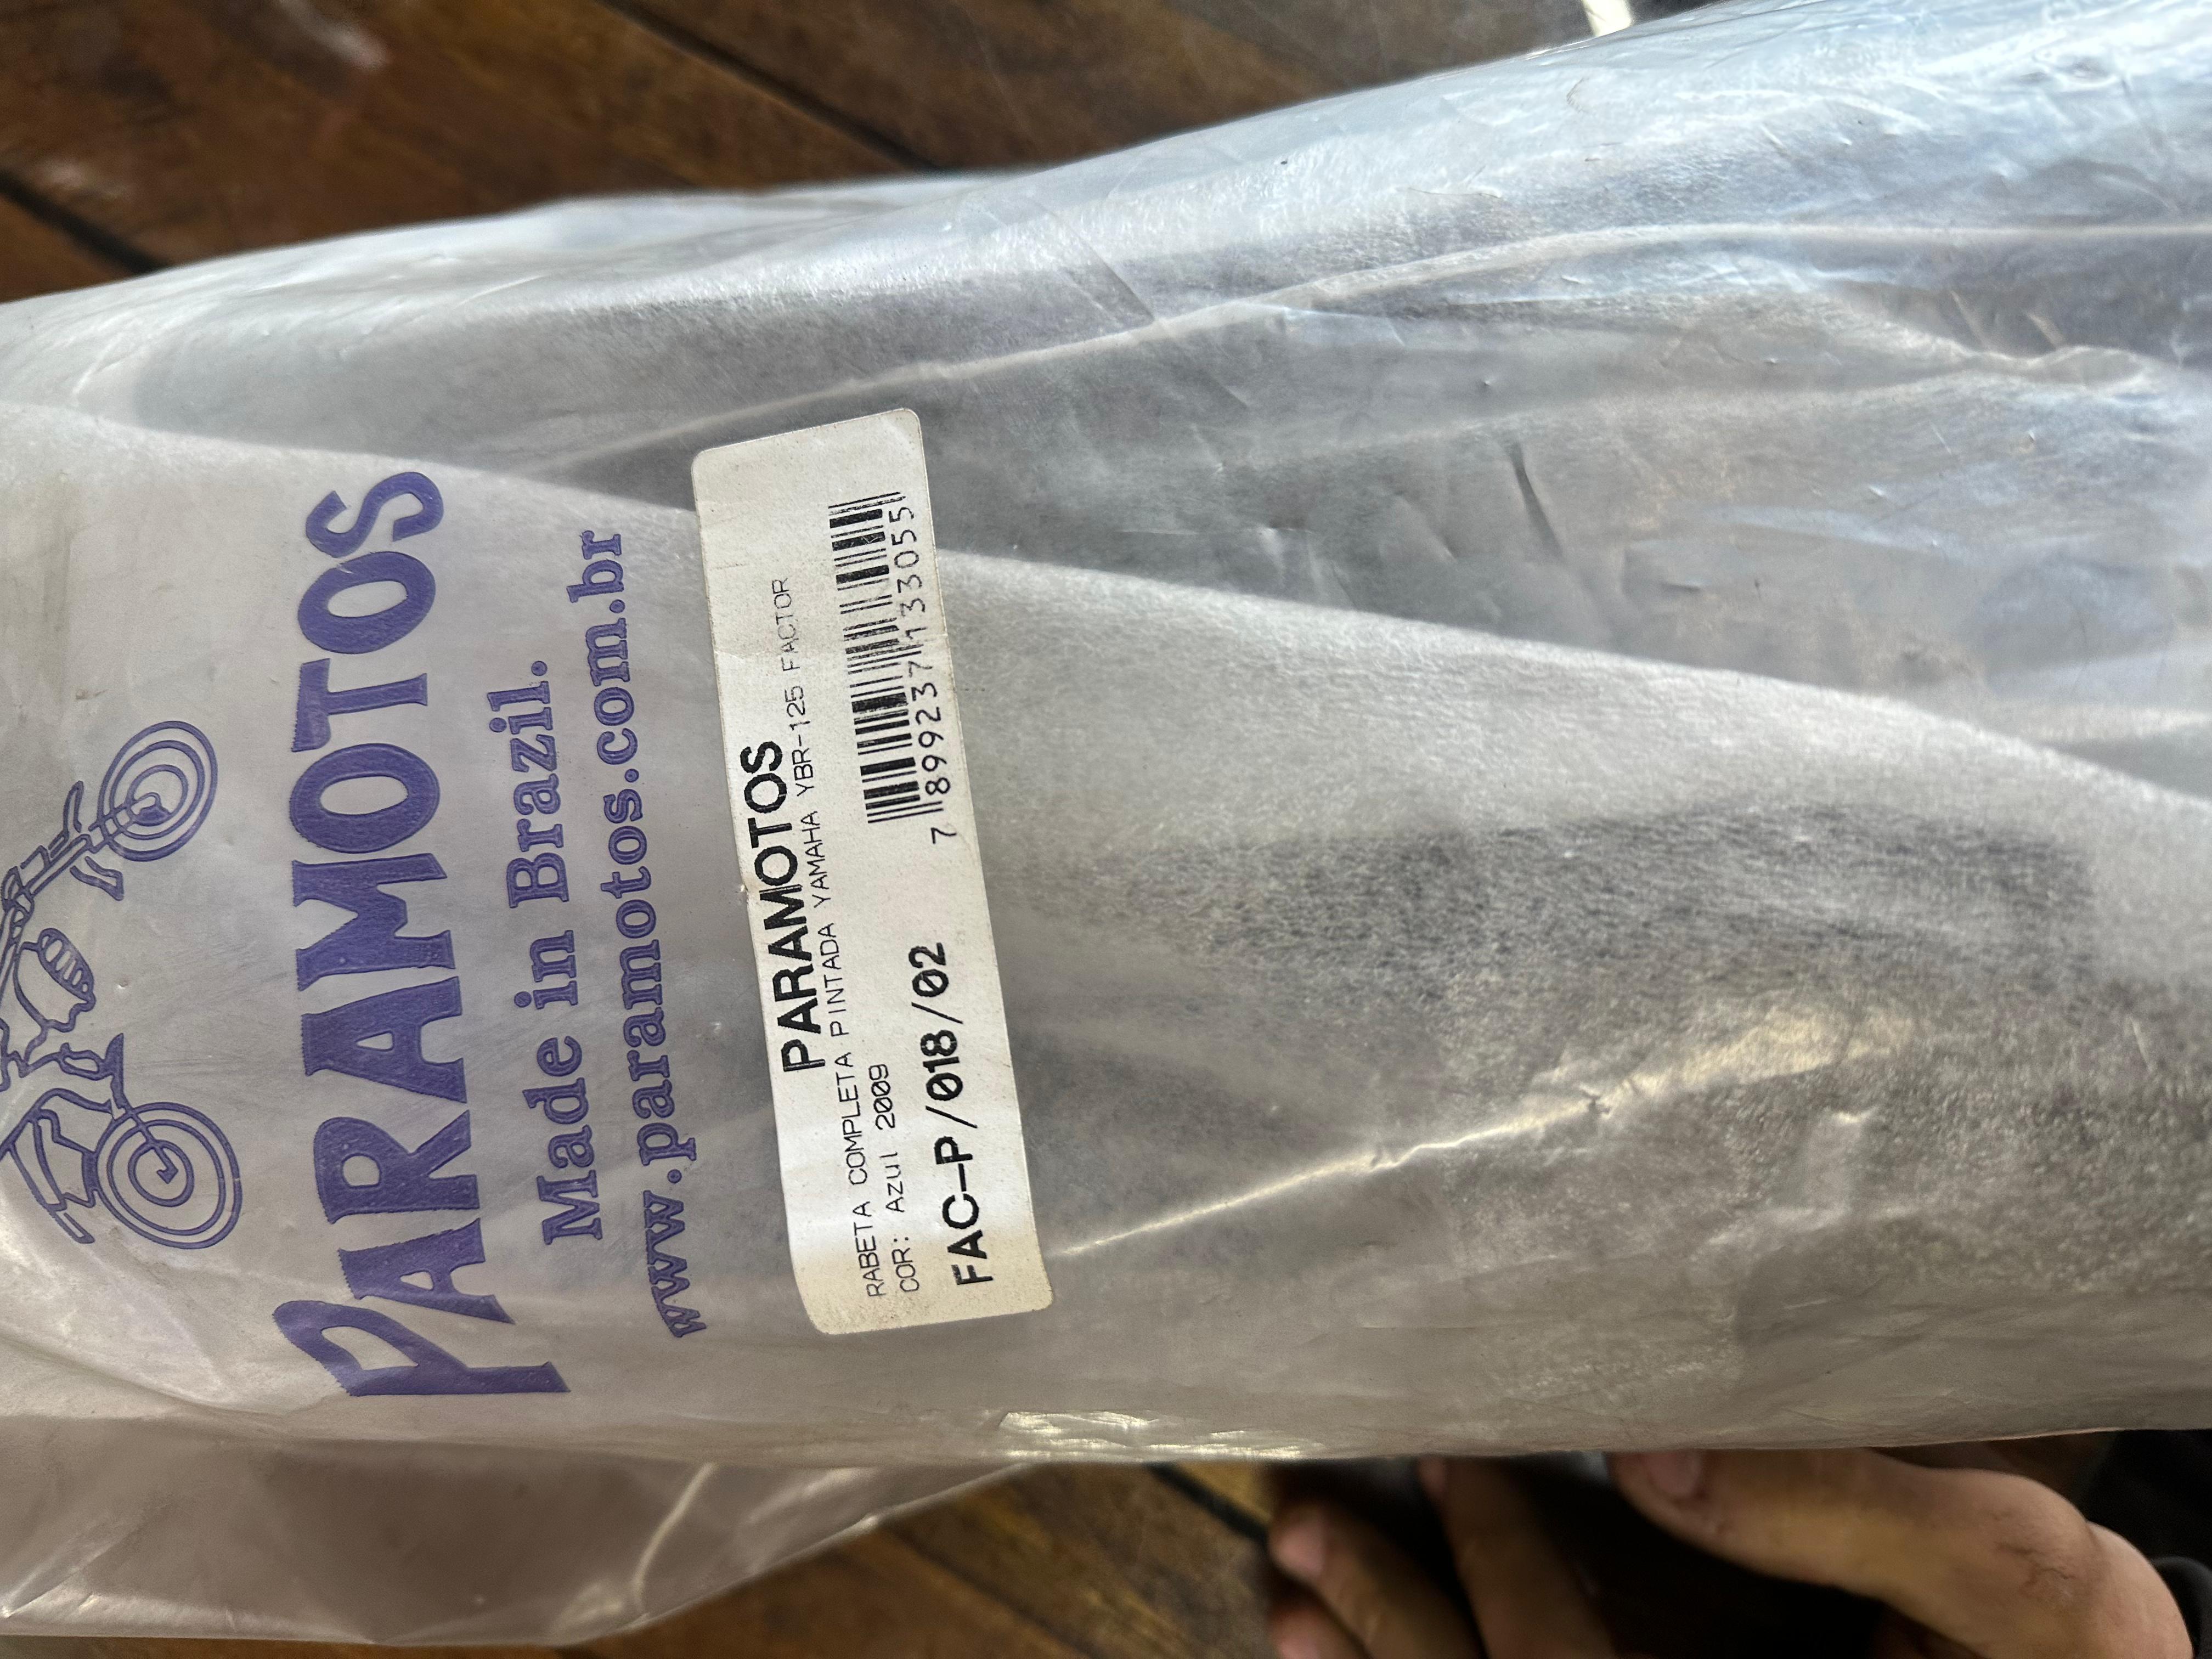 PARAMOTOS
Made in Brazil.
www.paramotos.com.br
PARAMOTOS
RABETA COMPLETA PINTADA YAMAHA YBR-125 FACTOR
COR: Azul 2009
FAC-P/018/02
7 899237 133055